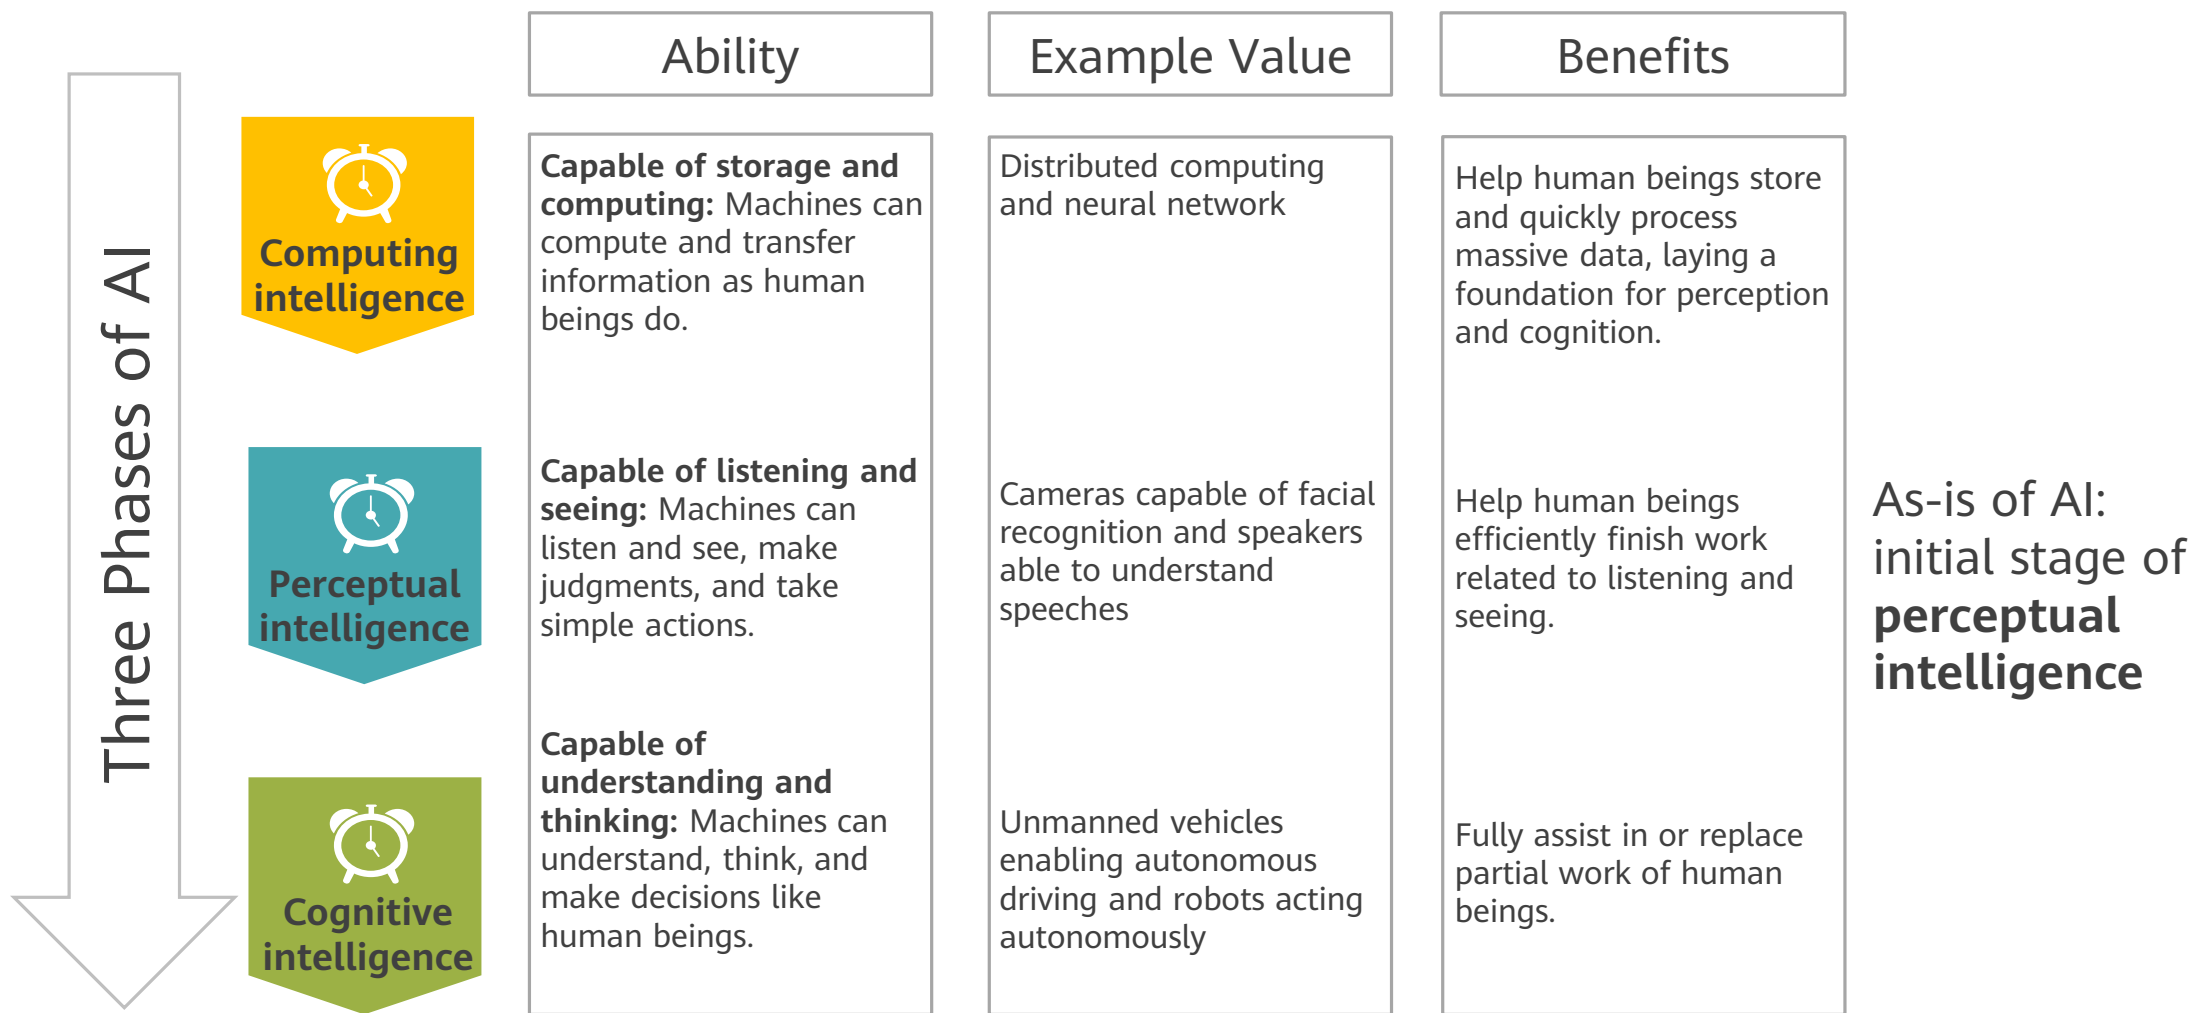 Three Phases of AI
Ability
Example Value
Benefits
Computing
intelligence
Capable of storage and
computing: Machines can
compute and transfer
information as human
beings do.
Distributed computing
and neural network
Help human beings store
and quickly process
massive data, laying a
foundation for perception
and cognition.
Perceptual
intelligence
Capable of listening and
seeing: Machines can
listen and see, make
judgments, and take
simple actions.
Cameras capable of facial
recognition and speakers
able to understand
speeches
Help human beings
efficiently finish work
related to listening and
seeing.
Cognitive
intelligence
Capable of
understanding and
thinking: Machines can
understand, think, and
make decisions like
human beings.
Unmanned vehicles
enabling autonomous
driving and robots acting
autonomously
Fully assist in or replace
partial work of human
beings.
As-is of AI:
initial stage of
perceptual
intelligence